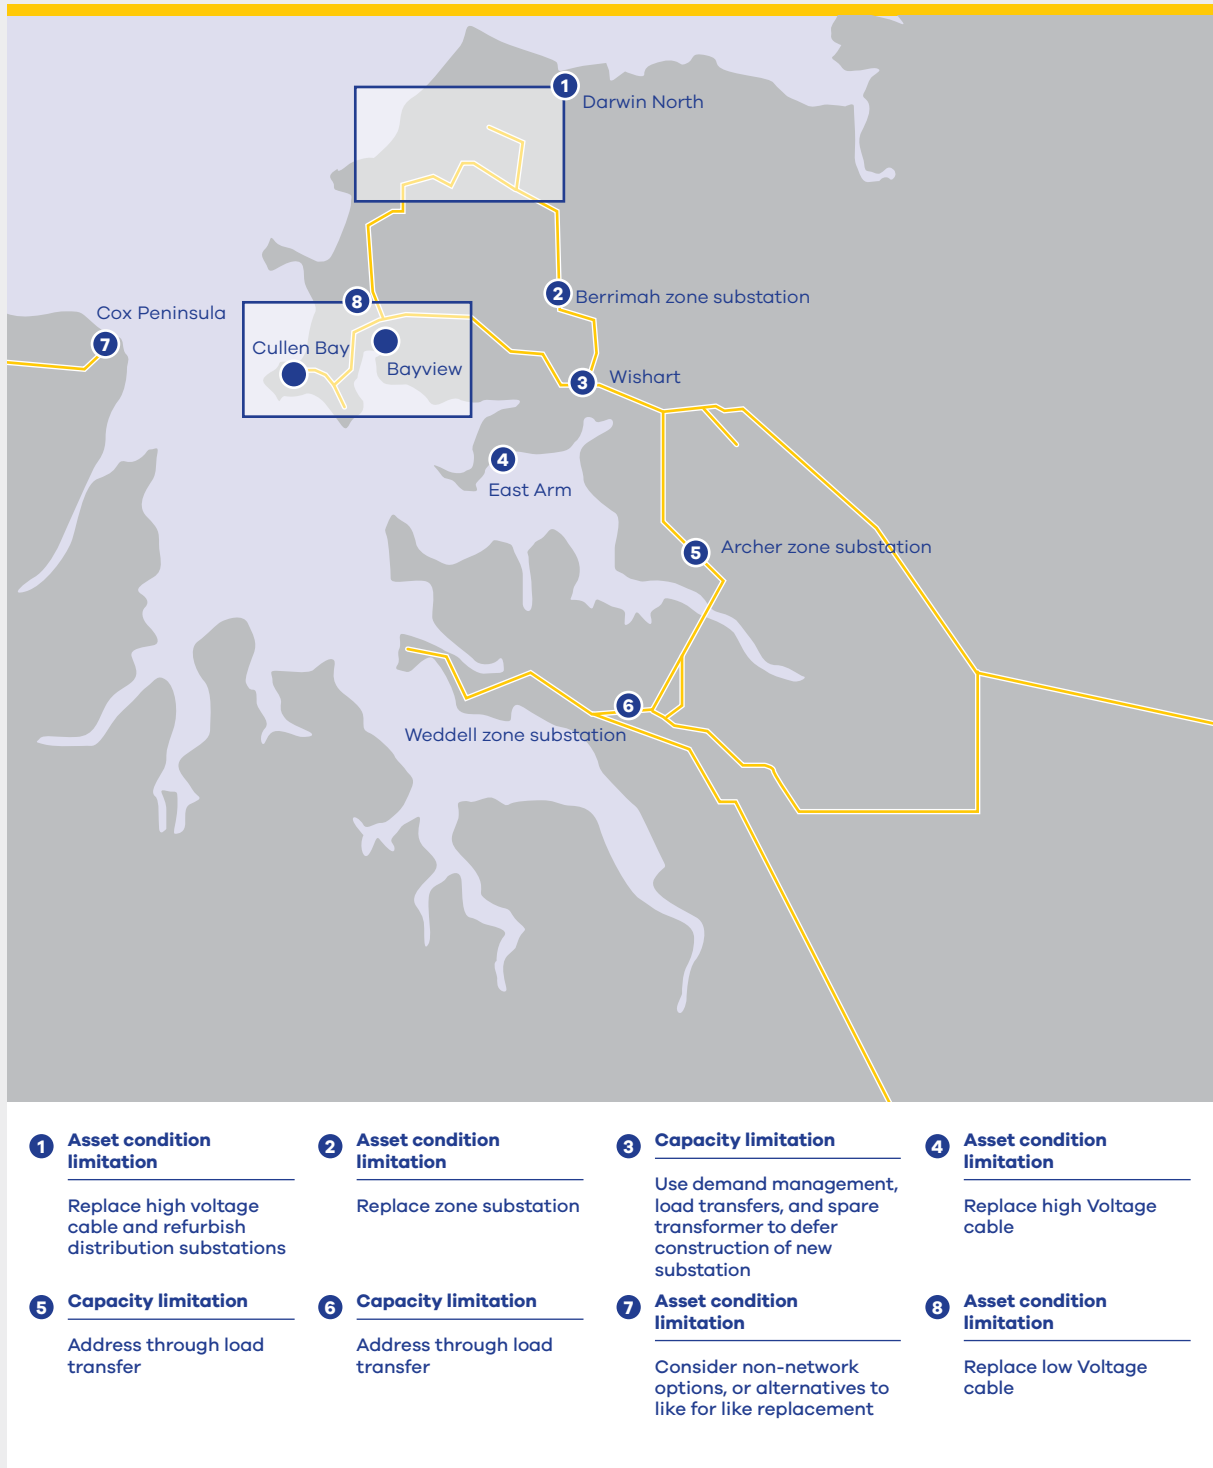 1
Darwin North
2
Berrimah zone substation
8
Cox Peninsula
7
Cullen Bay
Bayview
3
Wishart
4
East Arm
5
Archer zone substation
6
Weddell zone substation
1
Asset condition
limitation
Replace high voltage
cable and refurbish
distribution substations
2
Asset condition
limitation
Replace zone substation
3
Capacity limitation
Use demand management,
load transfers, and spare
transformer to defer
construction of new
substation
4
Asset condition
limitation
Replace high Voltage
cable
5
Capacity limitation
Address through load
transfer
6
Capacity limitation
Address through load
transfer
7
Asset condition
limitation
Consider non-network
options, or alternatives to
like for like replacement
8
Asset condition
limitation
Replace low Voltage
cable